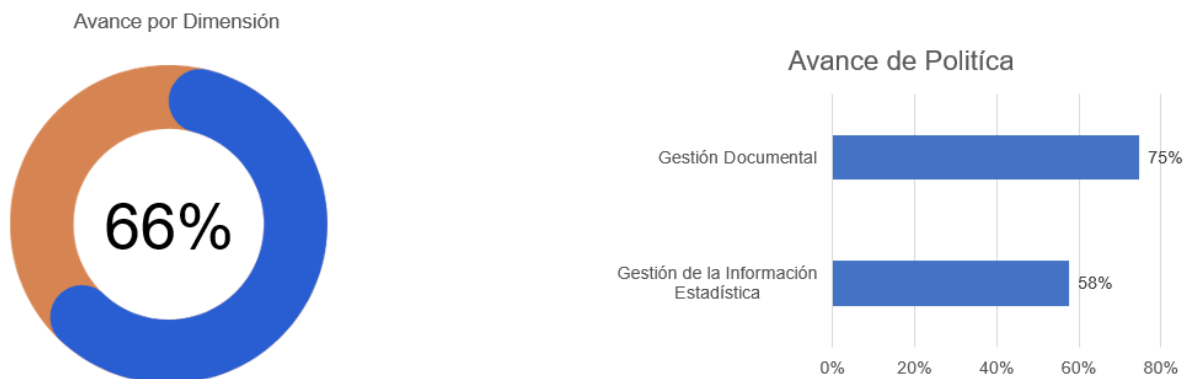 Avance por Dimensión
66%
Avance de Politíca
Gestión Documental
75%
Gestión de la Información
Estadística
58%
0% 20% 40% 60% 80%